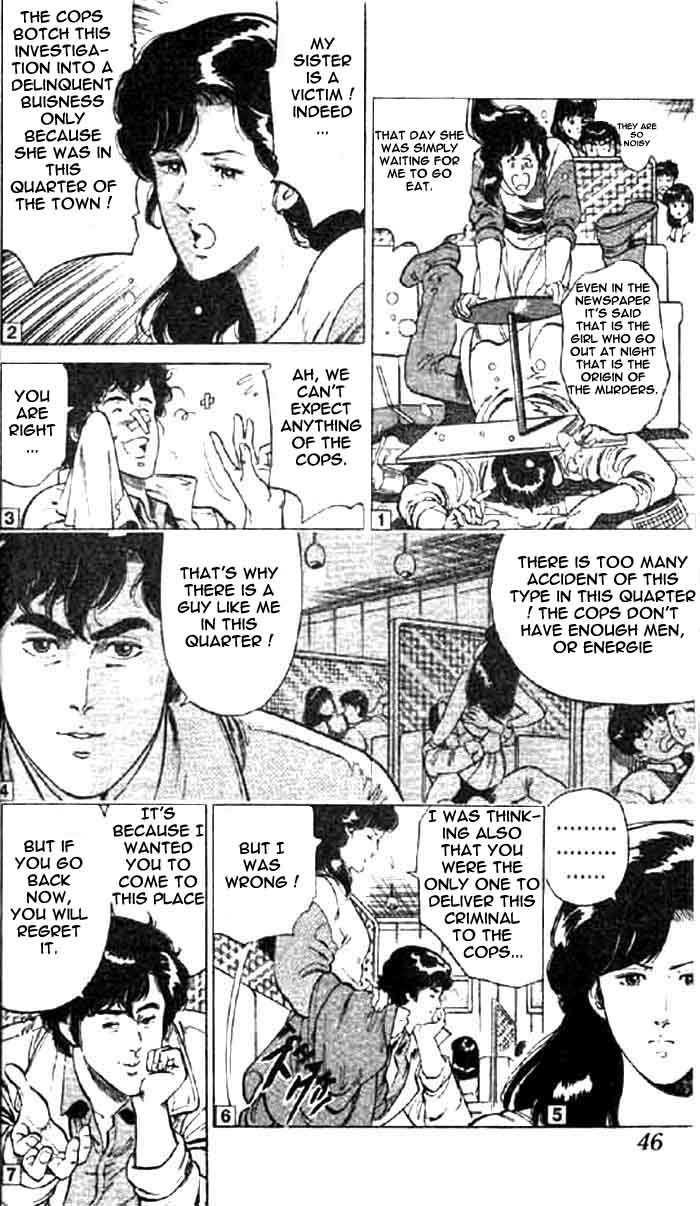 THEY ARE
SO
NOISY
THAT DAY SHE
WAS SIMPLY
WAITING FOR
ME TO GO
EAT.
EVEN IN THE
NEWSPAPER
IT'S SAID
THAT IS THE
GIRL WHO GO
OUT AT NIGHT
THAT IS THE
ORIGIN OF
THE MURDERS.
1
MY
SISTER
IS A
VICTIM !
INDEED
...
THE COPS
BOTCH THIS
INVESTIGA-
TION INTO A
DELINQUENT
BUISNESS
ONLY
BECAUSE
SHE WAS IN
THIS
QUARTER OF
THE TOWN !
2
AH, WE
CAN'T
EXPECT
ANYTHING
OF THE
COPS.
YOU
ARE
RIGHT
...
3
THERE IS TOO MANY
ACCIDENT OF THIS
TYPE IN THIS QUARTER
! THE COPS DON'T
HAVE ENOUGH MEN,
OR ENERGIE
THAT'S WHY
THERE IS A
GUY LIKE ME
IN THIS
QUARTER !
4
.........
.........
......
5
I WAS THINK-
ING ALSO
THAT YOU
WERE THE
ONLY ONE TO
DELIVER THIS
CRIMINAL
TO THE
COPS...
BUT I
WAS
WRONG !
6
IT'S
BECAUSE I
WANTED
YOU TO
COME TO
THIS PLACE
BUT IF
YOU GO
BACK
NOW,
YOU WILL
REGRET
IT.
7
46